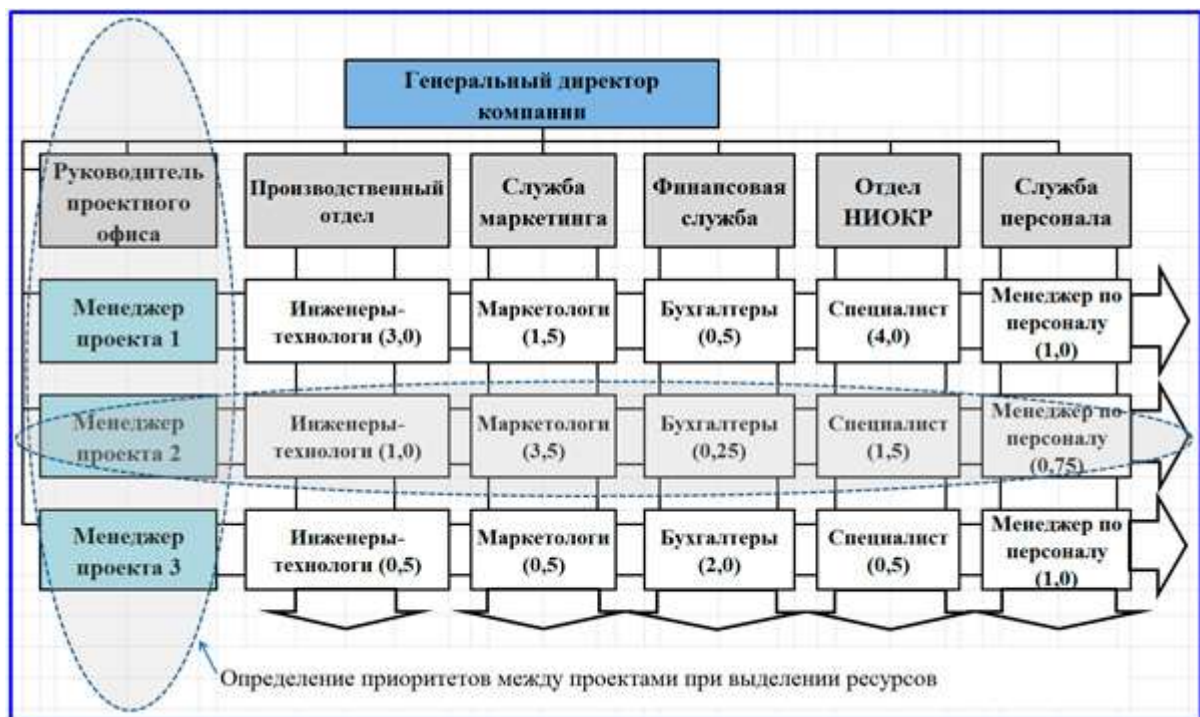 Генеральный директор
компании
Руководитель
проектного
офиса
Производственный
отдел
Служба
маркетинга
Финансовая
служба
Отдел
НИОКР
Служба
персонала
Менеджер
проекта 1
Инженеры-
технологи (3,0)
Маркетологи
(1,5)
Бухгалтеры
(0,5)
Специалист
(4,0)
Менеджер по
персоналу
(1,0)
Менеджер
проекта 2
Инженеры-
технологи (1,0)
Маркетологи
(3,5)
Бухгалтеры
(0,25)
Специалист
(1,5)
Менеджер по
персоналу
(0,75)
Менеджер
проекта 3
Инженеры-
технологи (0,5)
Маркетологи
(0,5)
Бухгалтеры
(2,0)
Специалист
(0,5)
Менеджер по
персоналу
(1,0)
Определение приоритетов между проектами при выделении ресурсов